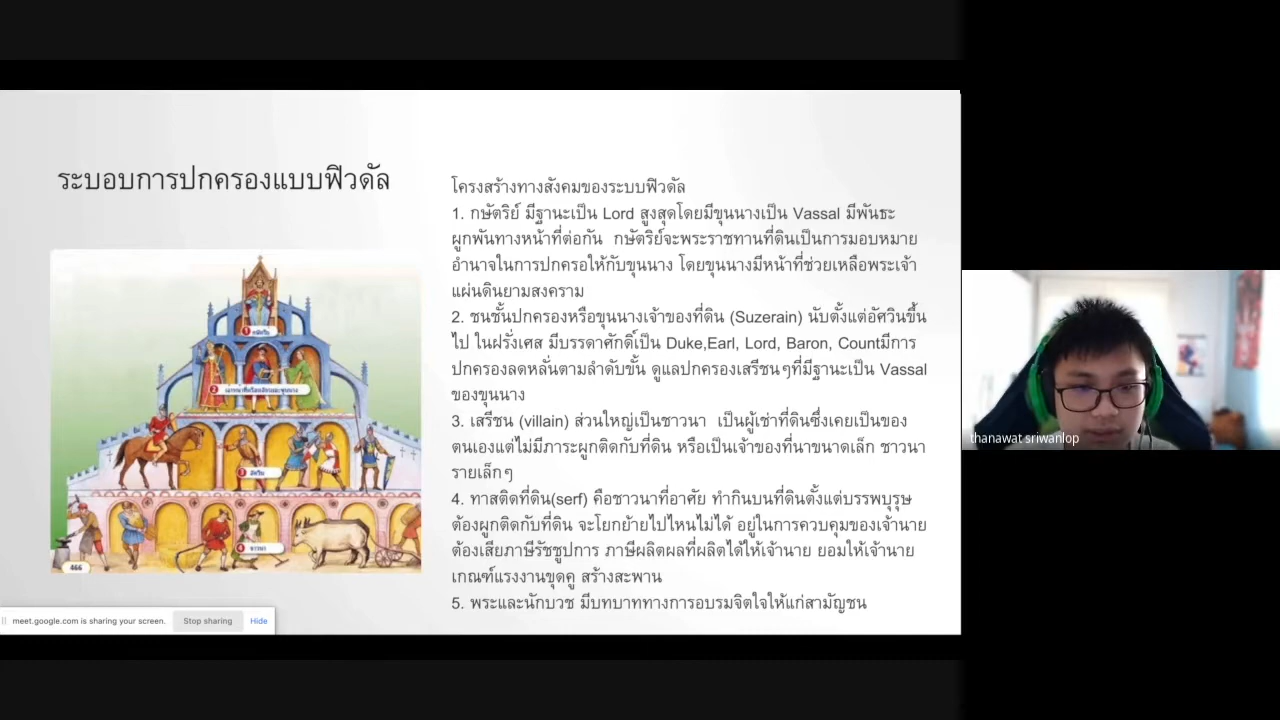 ระบอบการปกครองแบบฟิวดัล
โครงสร้างทางสังคมของระบบฟิวดัล
1. กษัตริย์ มีฐานะเป็น Lord สูงสุดโดยมีขุนนางเป็น Vassal มีพันธะ
ผูกพันทางหน้าที่ต่อกัน กษัตริย์จะพระราชทานที่ดินเป็นการมอบหมาย
อำนาจในการปกครอให้กับขุนนาง โดยขุนนางมีหน้าที่ช่วยเหลือพระเจ้า
แผ่นดินยามสงคราม
2. ชนชั้นปกครองหรือขุนนางเจ้าของที่ดิน (Suzerain) นับตั้งแต่อัศวินขึ้น
ไป ในฝรั่งเศส มีบรรดาศักดิ์เป็น Duke,Earl, Lord, Baron, Countมีการ
ปกครองลดหลั่นตามลำดับขั้น ดูแลปกครองเสรีชนๆที่มีฐานะเป็น Vassal
ของขุนนาง
3. เสรีชน (villain) ส่วนใหญ่เป็นชาวนา เป็นผู้เช่าที่ดินซึ่งเคยเป็นของ
ตนเองแต่ไม่มีภาระผูกติดกับที่ดิน หรือเป็นเจ้าของที่นาขนาดเล็ก ชาวนา
รายเล็กๆ
4. ทาสติดที่ดิน(serf) คือชาวนาที่อาศัย ทำกินบนที่ดินตั้งแต่บรรพบุรุษ
ต้องผูกติดกับที่ดิน จะโยกย้ายไปไหนไม่ได้ อยู่ในการควบคุมของเจ้านาย
ต้องเสียภาษีรัชชูปการ ภาษีผลิตผลที่ผลิตได้ให้เจ้านาย ยอมให้เจ้านาย
เกณฑ์แรงงานขุดคู สร้างสะพาน
5. พระและนักบวช มีบทบาททางการอบรมจิตใจให้แก่สามัญชน
1 กษัตริย์
2
3 อัศวิน
4 ชาวนา
466
meet.google.com is sharing your screen.
Stop sharing
Hide
thanawat sriwanlop